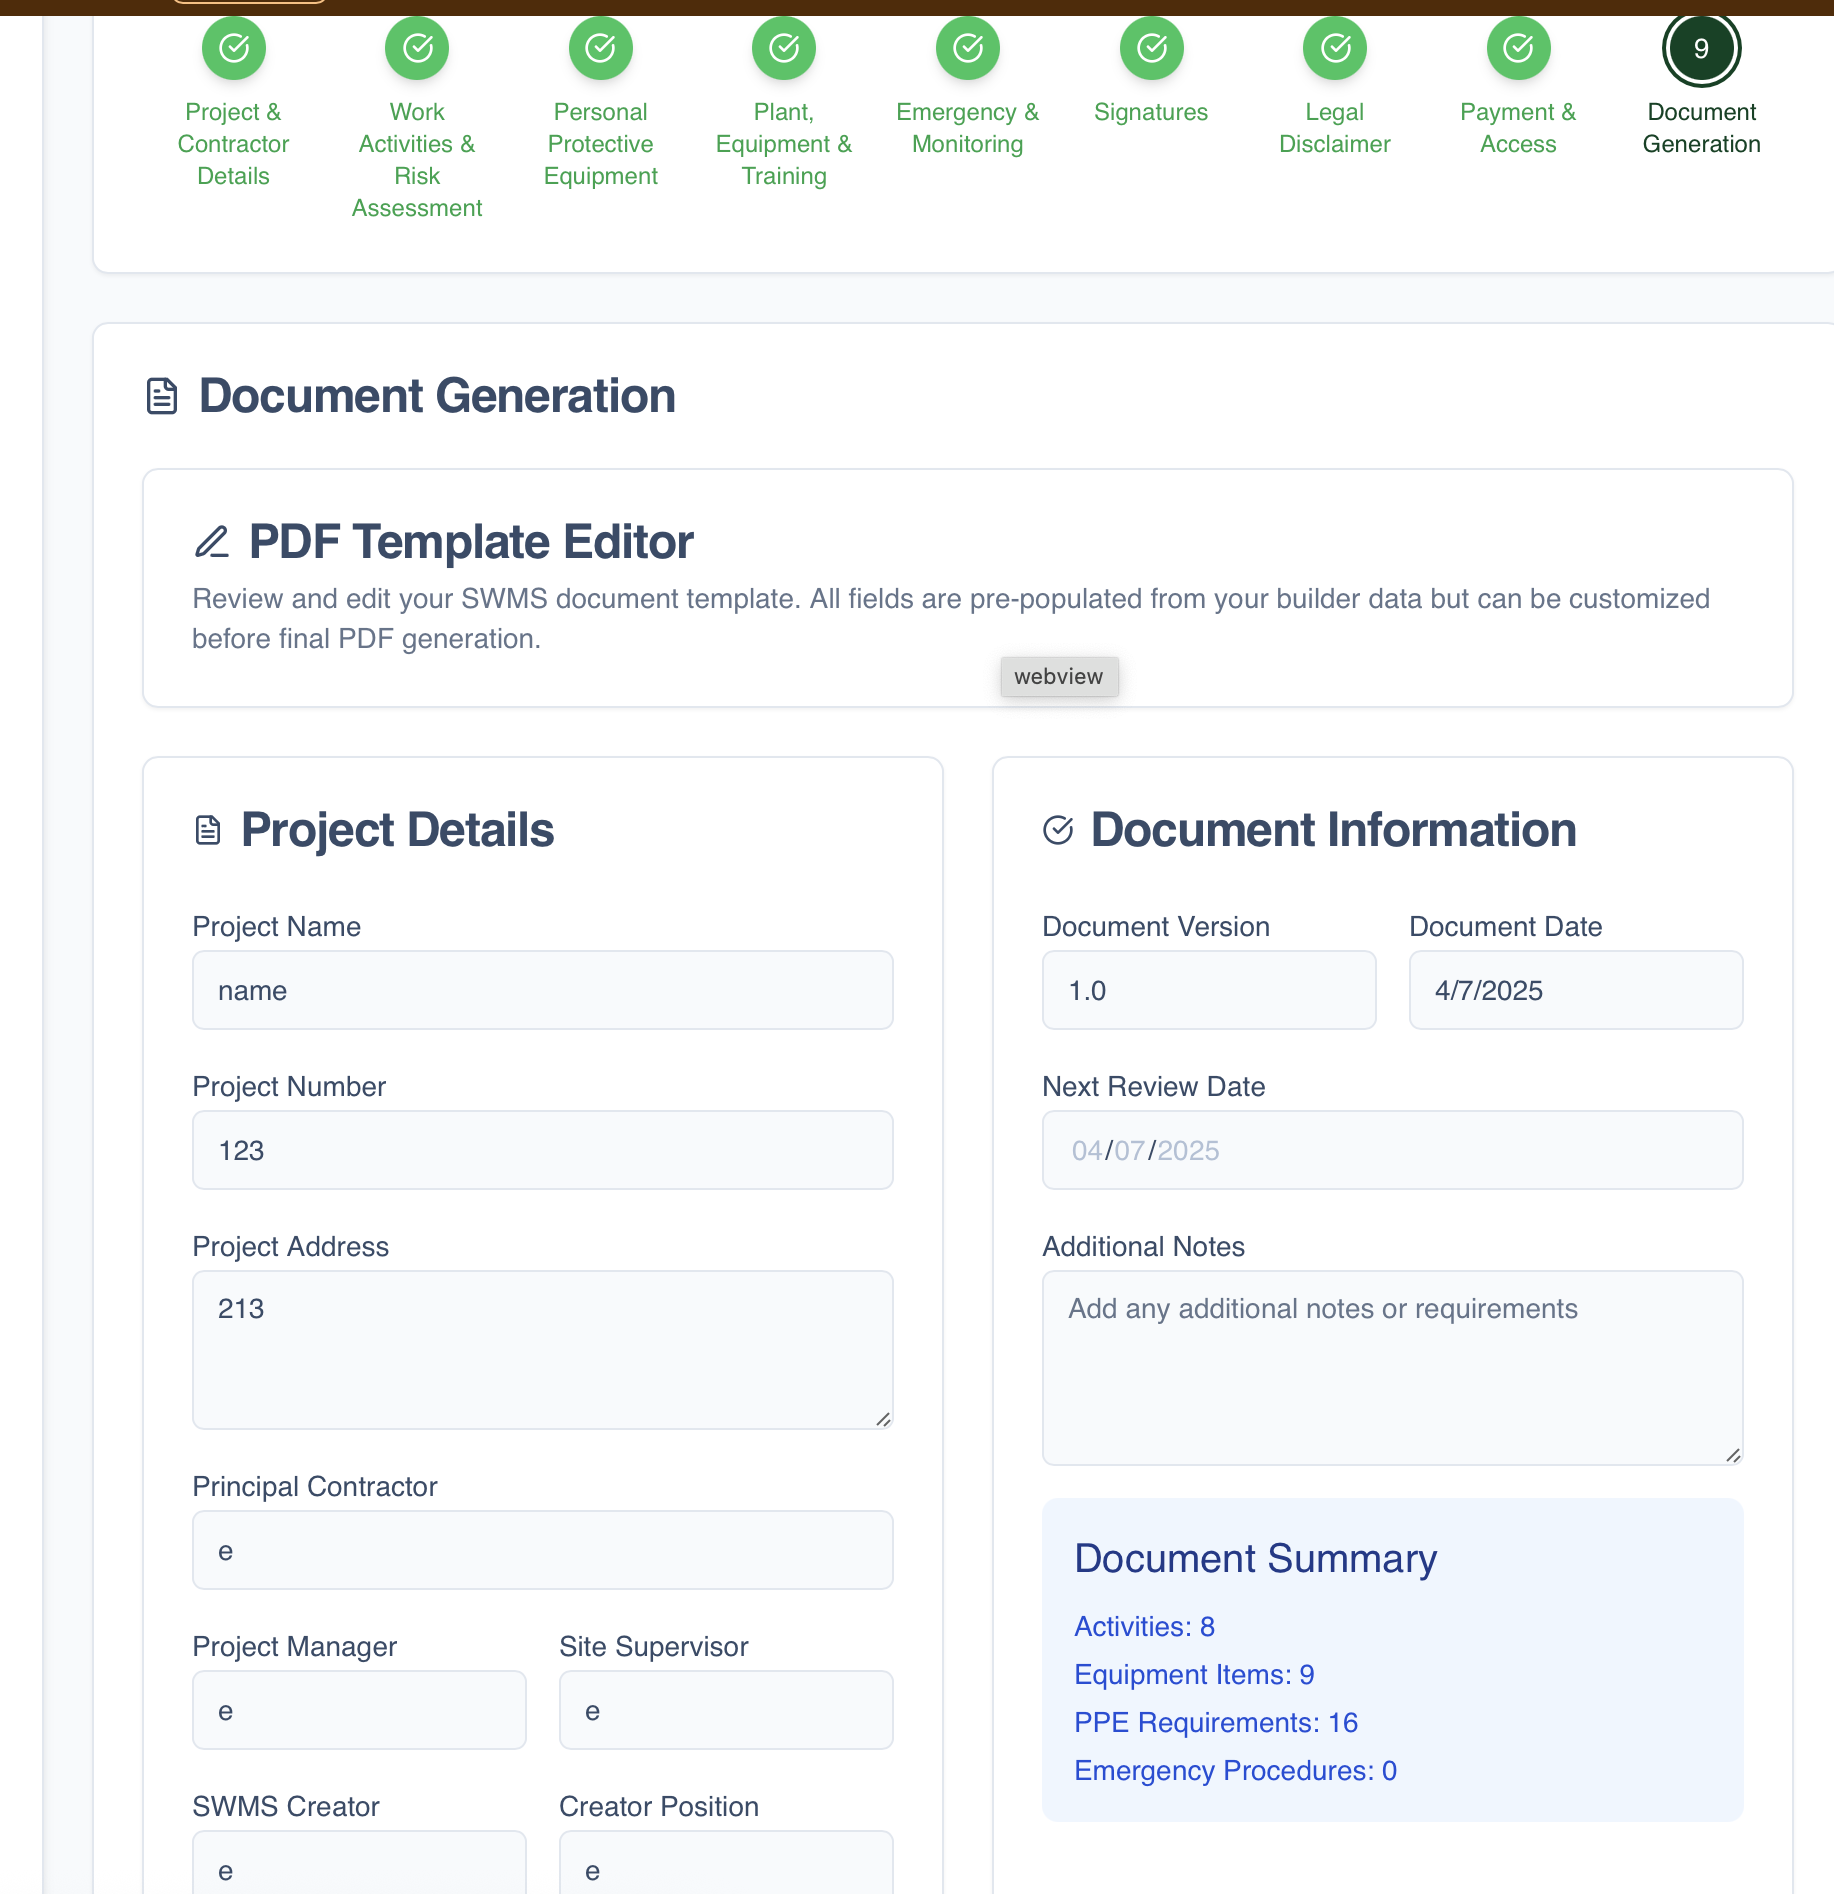 Project &
Contractor
Details
Work
Activities &
Risk
Assessment
Personal
Protective
Equipment
Plant,
Equipment &
Training
Emergency &
Monitoring
Signatures
Legal
Disclaimer
Payment &
Access
9
Document
Generation
Document Generation
PDF Template Editor
Review and edit your SWMS document template. All fields are pre-populated from your builder data but can be customized
before final PDF generation.
webview
Project Details
Project Name
name
Project Number
123
Project Address
213
Principal Contractor
e
Project Manager
e
Site Supervisor
e
SWMS Creator
e
Creator Position
e
Document Information
Document Version
1.0
Document Date
4/7/2025
Next Review Date
04/07/2025
Additional Notes
Add any additional notes or requirements
Document Summary
Activities: 8
Equipment Items: 9
PPE Requirements: 16
Emergency Procedures: 0